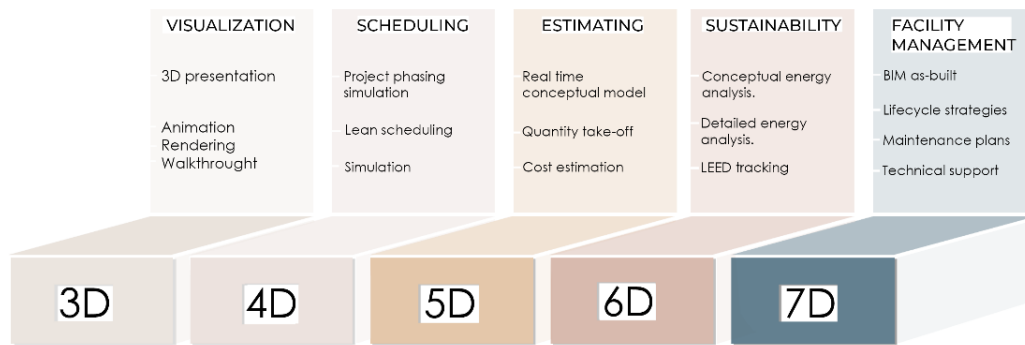 VISUALIZATION
3D presentation
Animation
Rendering
Walkthrought
SCHEDULING
Project phasing
simulation
Lean scheduling
Simulation
ESTIMATING
Real time
conceptual model
Quantity take-off
Cost estimation
SUSTAINABILITY
Conceptual energy
analysis.
Detailed energy
analysis.
LEED tracking
FACILITY
MANAGEMENT
BIM as-built
Lifecycle strategies
Maintenance plans
Technical support
3D
4D
5D
6D
7D